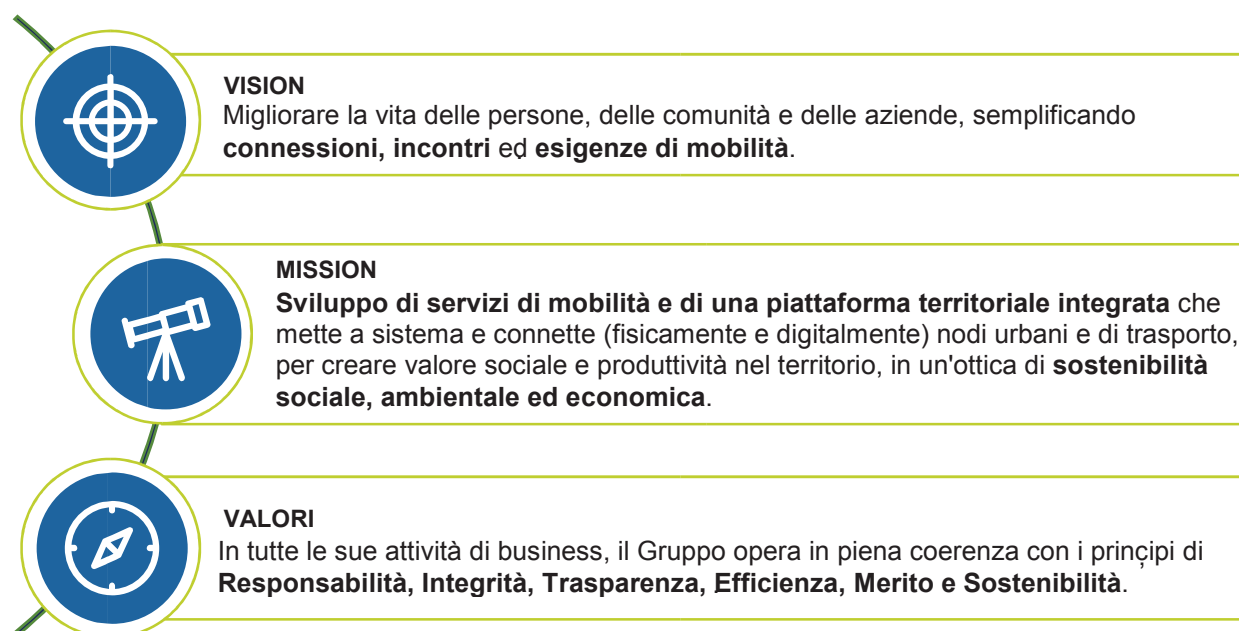 VISION
Migliorare la vita delle persone, delle comunità e delle aziende, semplificando
connessioni, incontri ed esigenze di mobilità.
MISSION
Sviluppo di servizi di mobilità e di una piattaforma territoriale integrata che
mette a sistema e connette (fisicamente e digitalmente) nodi urbani e di trasporto,
per creare valore sociale e produttività nel territorio, in un'ottica di sostenibilità
sociale, ambientale ed economica.
VALORI
In tutte le sue attività di business, il Gruppo opera in piena coerenza con i principi di
Responsabilità, Integrità, Trasparenza, Efficienza, Merito e Sostenibilità.